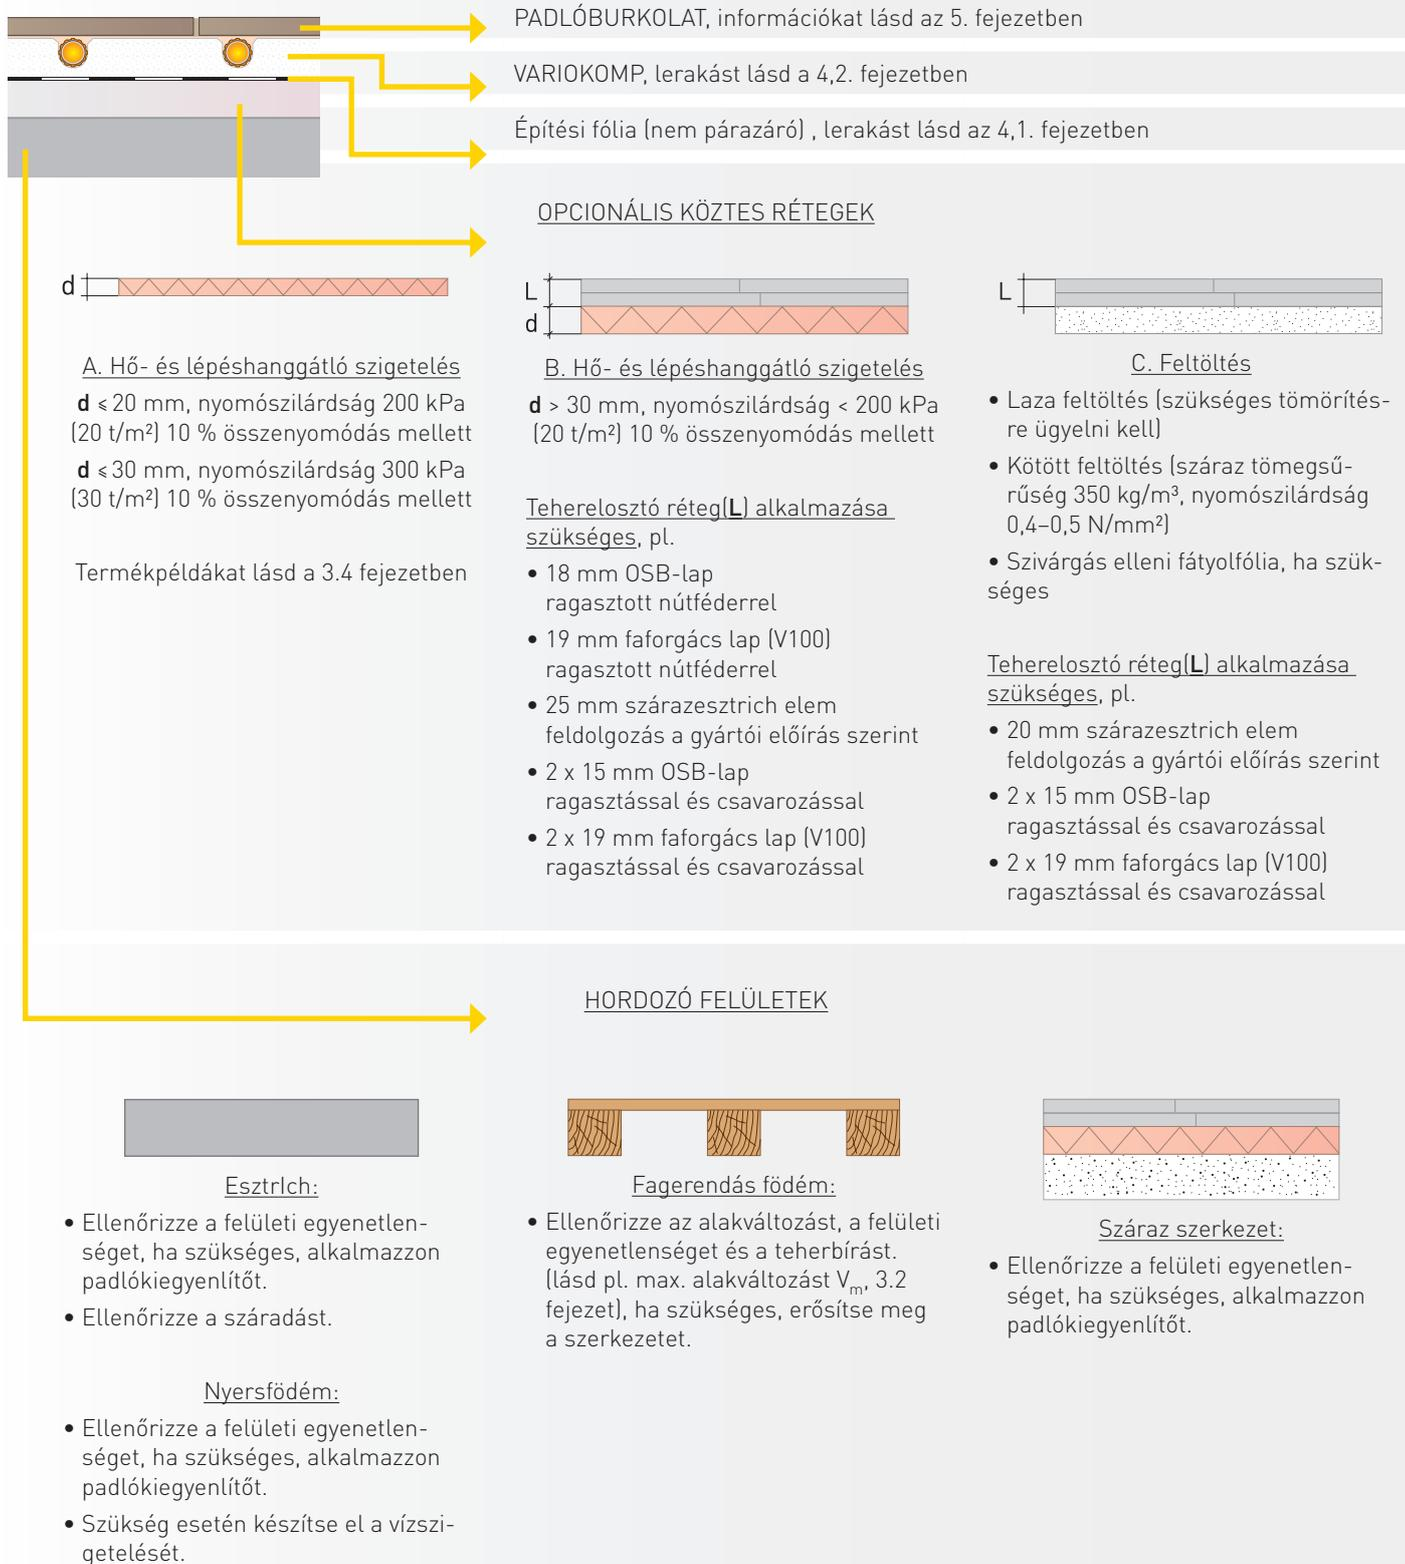 PADLÓBURKOLAT, információkat lásd az 5. fejezetben
VARIOKOMP, lerakást lásd a 4,2. fejezetben
Építési fólia (nem párazáró) , lerakást lásd az 4,1. fejezetben
OPCIONÁLIS KÖZTES RÉTEGEK
d
A. Hő- és lépéshanggátló szigetelés
d ≤ 20 mm, nyomószilárdság 200 kPa
(20 t/m²) 10 % összenyomódás mellett
d ≤ 30 mm, nyomószilárdság 300 kPa
(30 t/m²) 10 % összenyomódás mellett
Termékpéldákat lásd a 3.4 fejezetben
L
d
B. Hő- és lépéshanggátló szigetelés
d > 30 mm, nyomószilárdság < 200 kPa
(20 t/m²) 10 % összenyomódás mellett
Teherelosztó réteg(L) alkalmazása
szükséges, pl.
• 18 mm OSB-lap
ragasztott nútféderrel
• 19 mm faforgács lap (V100)
ragasztott nútféderrel
• 25 mm szárazesztrich elem
feldolgozás a gyártói előírás szerint
• 2 x 15 mm OSB-lap
ragasztással és csavarozással
• 2 x 19 mm faforgács lap (V100)
ragasztással és csavarozással
L
C. Feltöltés
• Laza feltöltés (szükséges tömörítés-
re ügyelni kell)
• Kötött feltöltés (száraz tömegsű-
rűség 350 kg/m³, nyomószilárdság
0,4–0,5 N/mm²)
• Szivárgás elleni fátyolfólia, ha szük-
séges
Teherelosztó réteg(L) alkalmazása
szükséges, pl.
• 20 mm szárazesztrich elem
feldolgozás a gyártói előírás szerint
• 2 x 15 mm OSB-lap
ragasztással és csavarozással
• 2 x 19 mm faforgács lap (V100)
ragasztással és csavarozással
HORDOZÓ FELÜLETEK
EsztrIch:
• Ellenőrizze a felületi egyenetlen-
séget, ha szükséges, alkalmazzon
padlókiegyenlítőt.
• Ellenőrizze a száradást.
Nyersfödém:
• Ellenőrizze a felületi egyenetlen-
séget, ha szükséges, alkalmazzon
padlókiegyenlítőt.
• Szükség esetén készítse el a vízszi-
getelését.
Fagerendás födém:
• Ellenőrizze az alakváltozást, a felületi
egyenetlenséget és a teherbírást.
(lásd pl. max. alakváltozást Vm, 3.2
fejezet), ha szükséges, erősítse meg
a szerkezetet.
Száraz szerkezet:
• Ellenőrizze a felületi egyenetlen-
séget, ha szükséges, alkalmazzon
padlókiegyenlítőt.